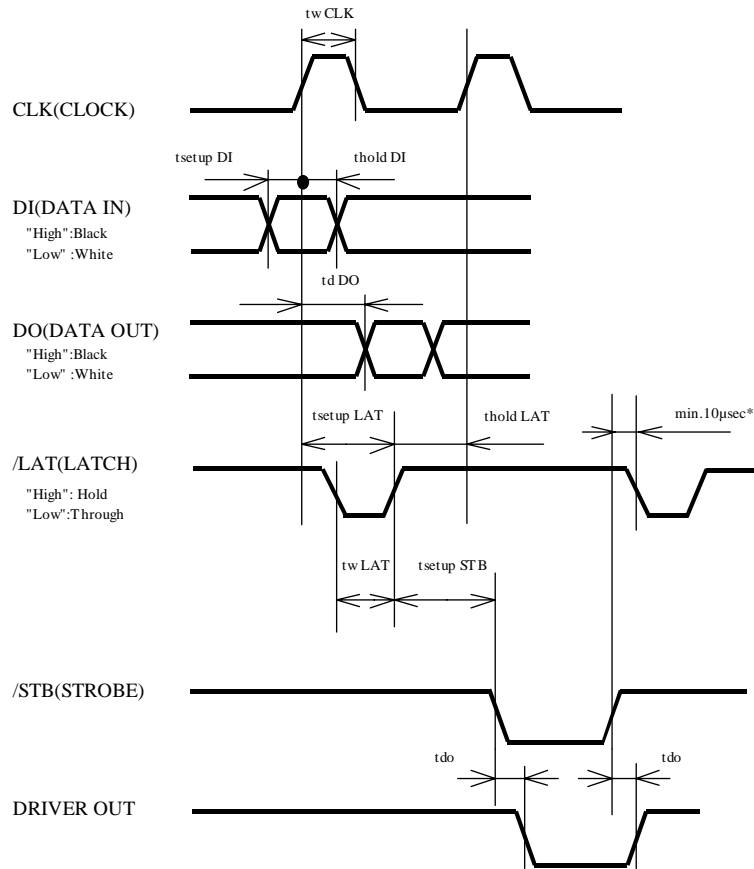 tw CLK
CLK(CLOCK)
tsetup DI
thold DI
DI(DATA IN)
"High":Black
"Low" :White
td DO
DO(DATA OUT)
"High":Black
"Low" :White
tsetup LAT
thold LAT
min.10μsec*
/LAT(LATCH)
"High": Hold
"Low":Through
tw LAT
tsetup STB
/STB(STROBE)
tdo
tdo
DRIVER OUT